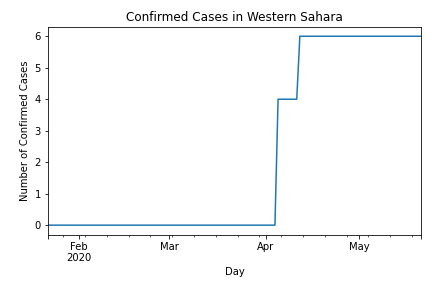 Confirmed Cases in Western Sahara
Number of Confirmed Cases
6
5
4
3
2
1
0
Feb Mar Apr May
2020
Day